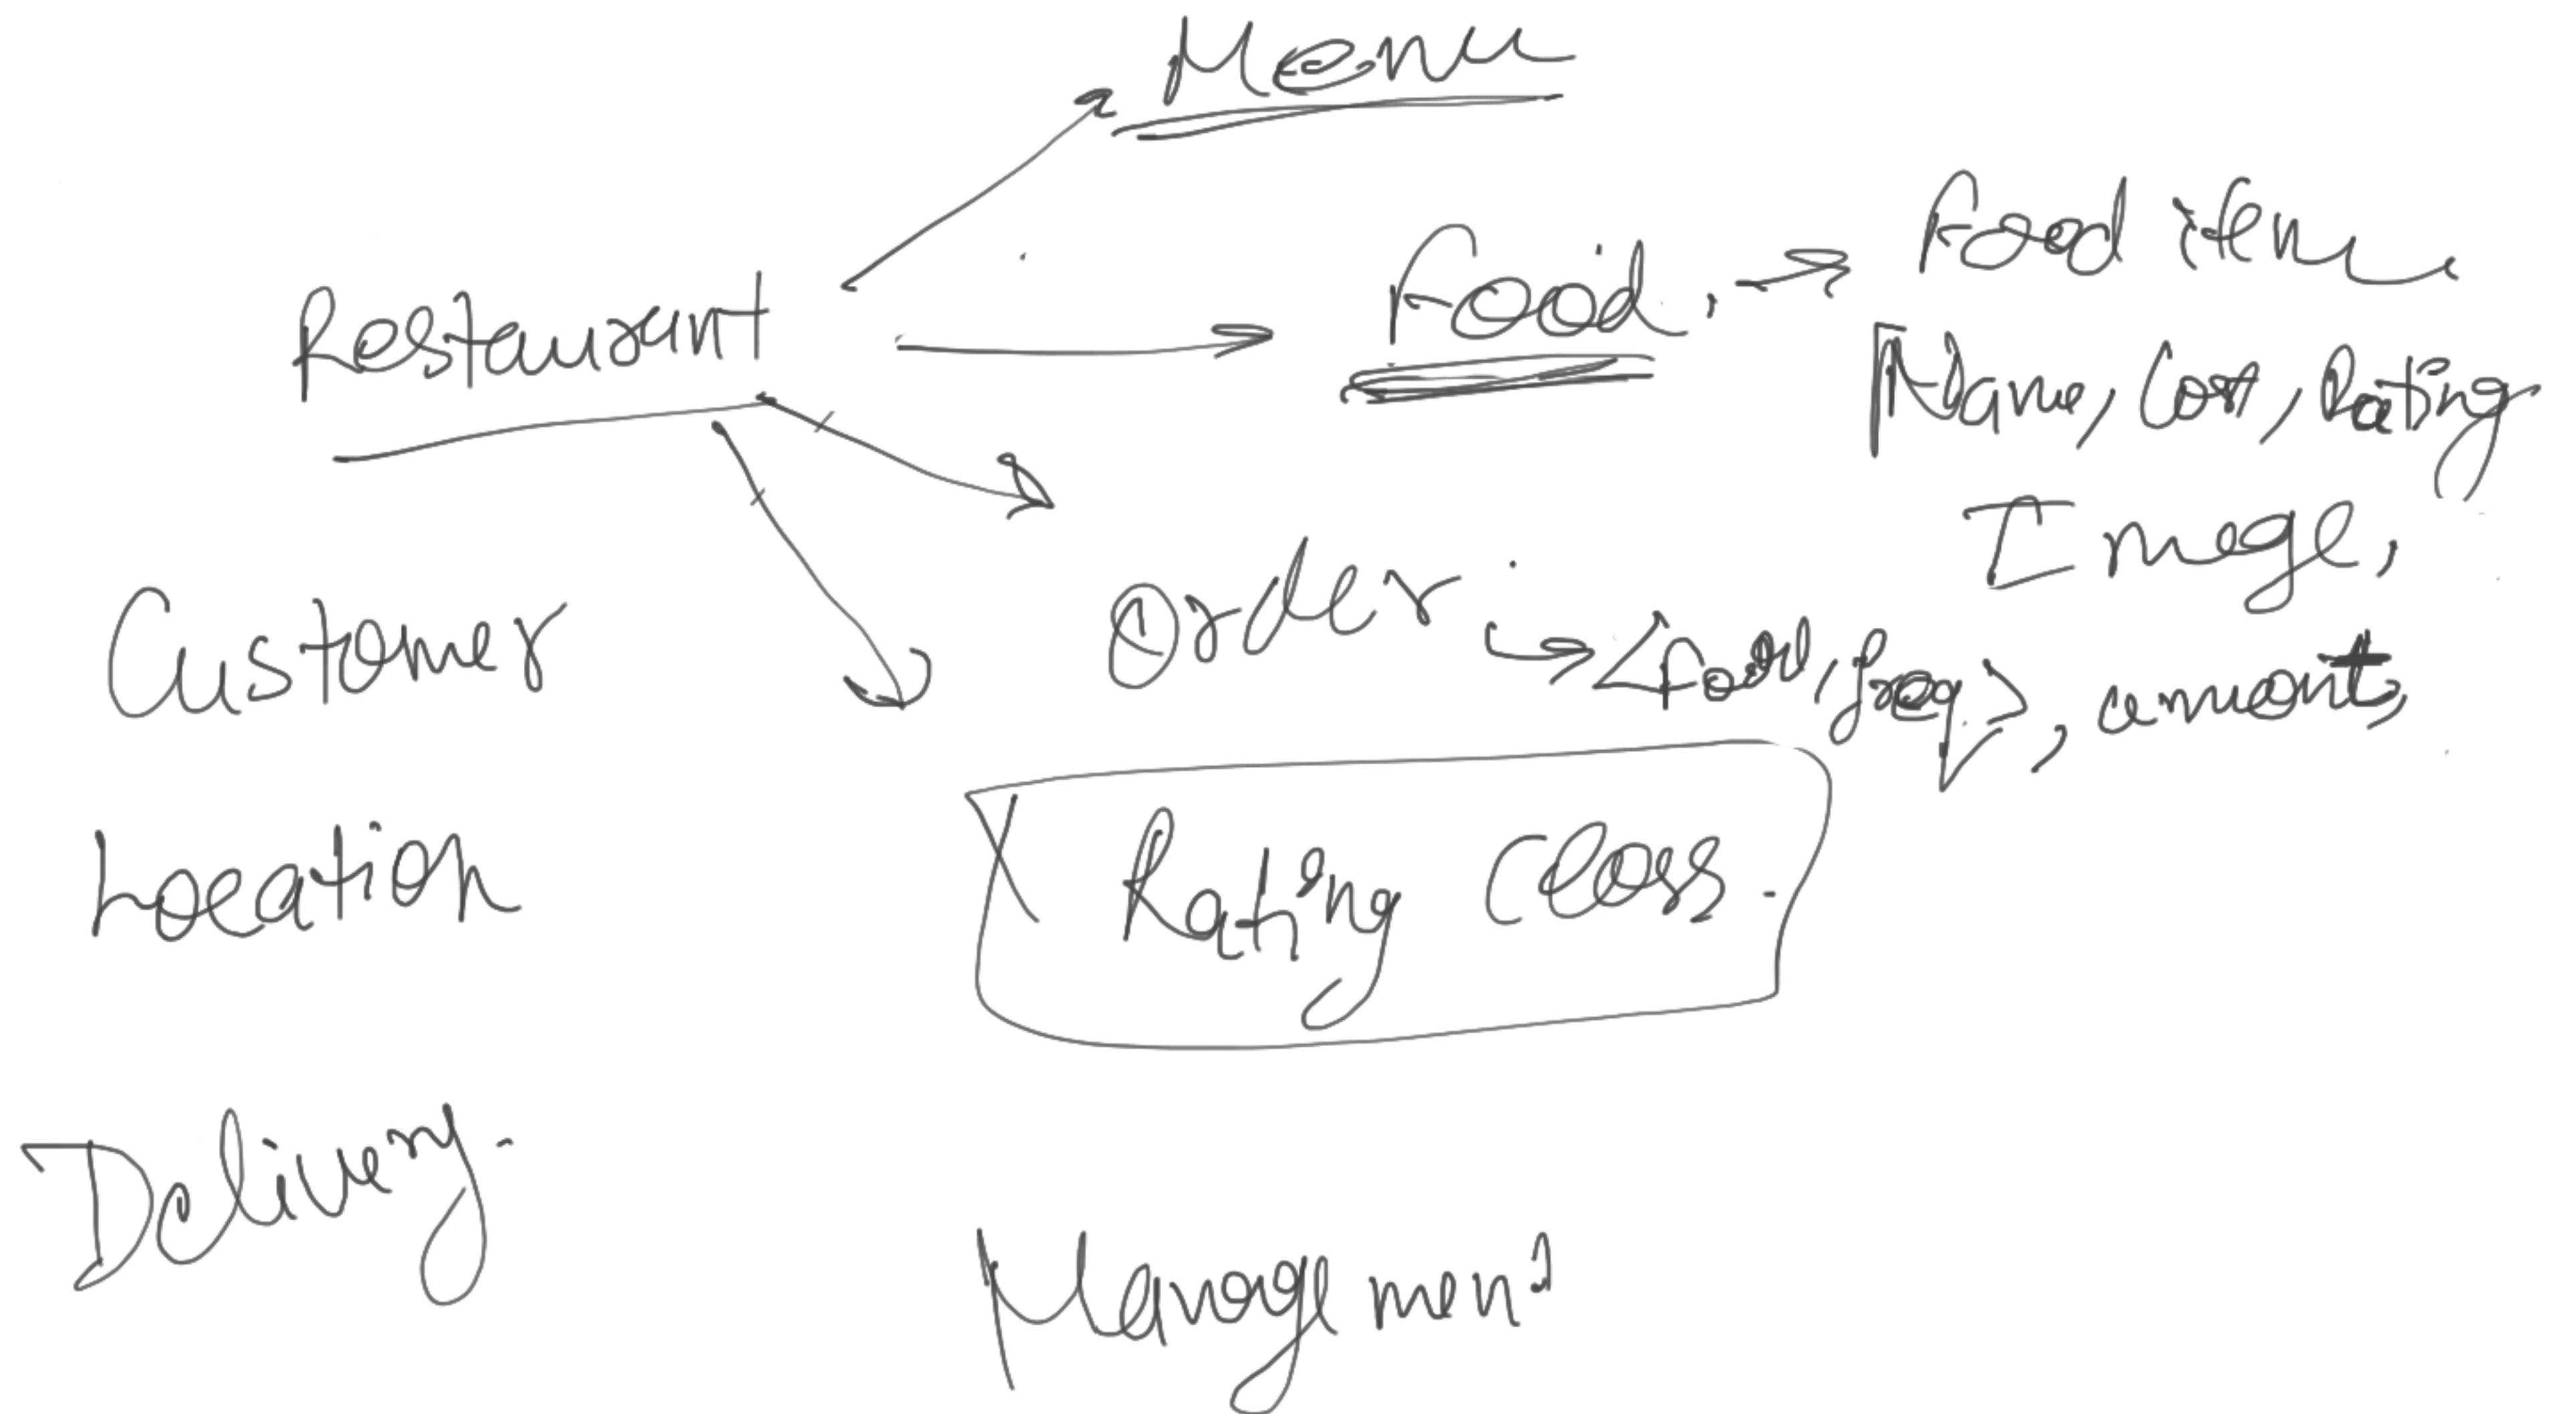 Menu
Restaurant
Food,
Food item
[Name, Cost, Rating
Image,
Customer
Order
<food, freq>, amount,
Location
Rating Class.
Delivery.
Management